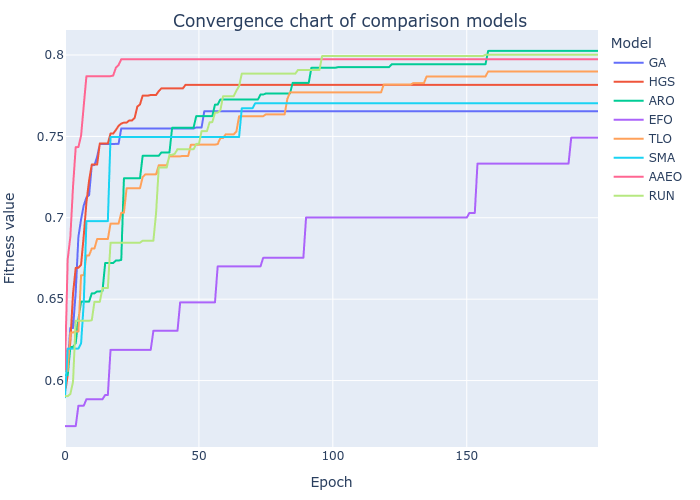 Convergence chart of comparison models
Fitness value
0.8
0.75
0.7
0.65
0.6
0
50
100
150
Epoch
Model
GA
HGS
ARO
EFO
TLO
SMA
AAEO
RUN